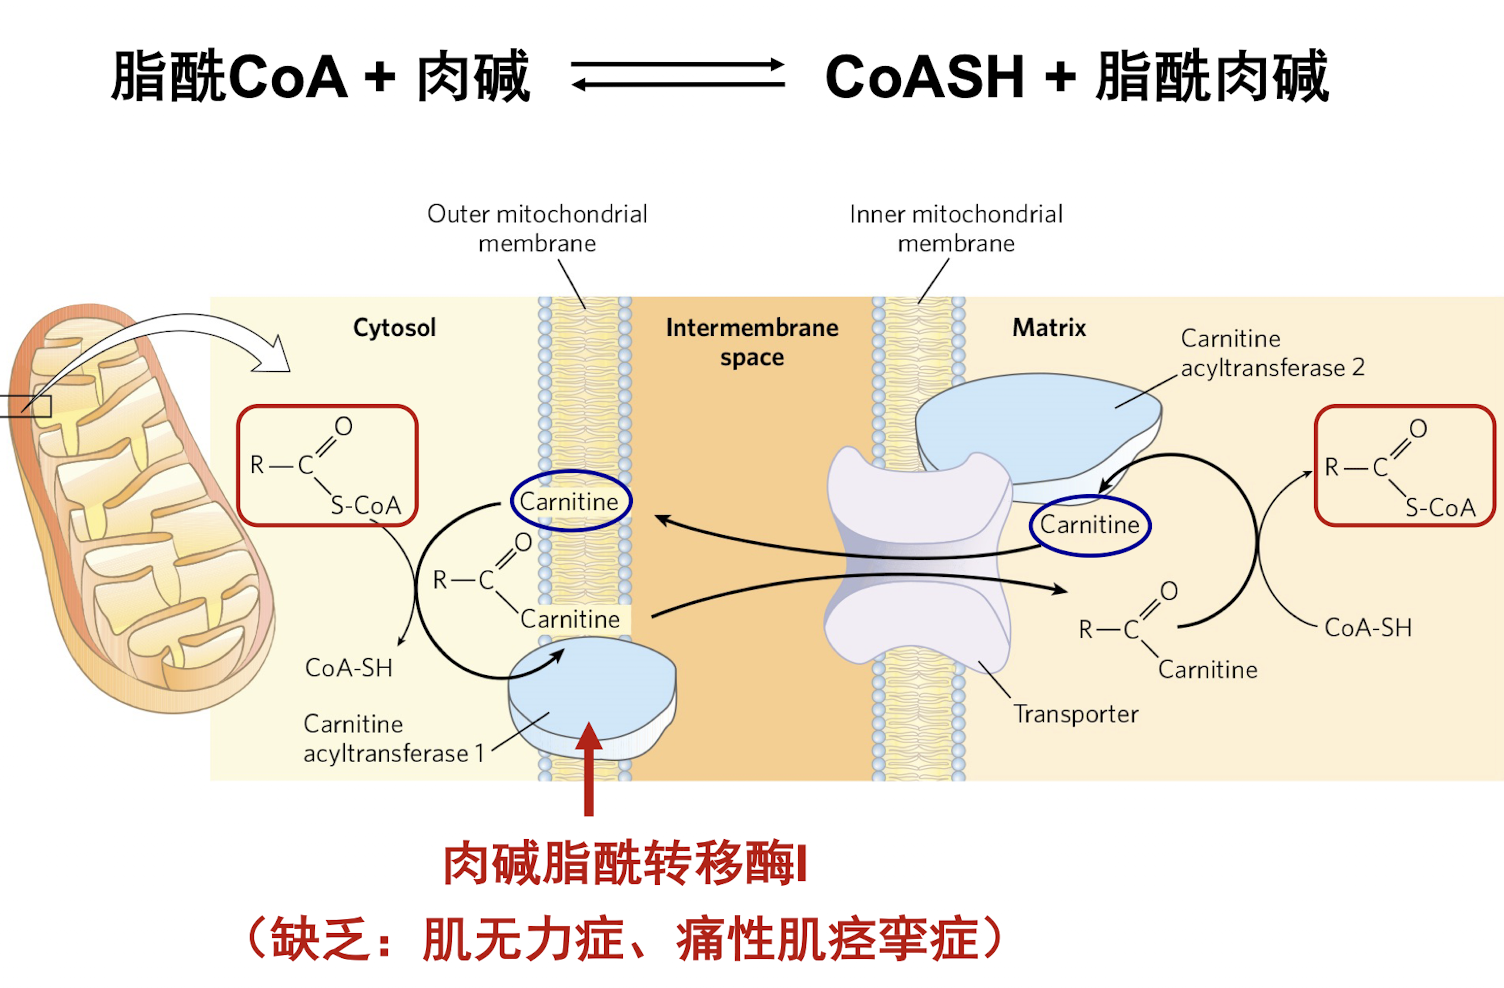 脂酰CoA + 肉碱 ⇌ CoASH + 脂酰肉碱
Outer mitochondrial
membrane
Inner mitochondrial
membrane
Cytosol
Intermembrane
space
Matrix
Carnitine
acyltransferase 2
R—C
O
S-CoA
Carnitine
R—C
O
Carnitine
CoA-SH
Carnitine
acyltransferase 1
Carnitine
R—C
O
Carnitine
Transporter
R—C
O
S-CoA
CoA-SH
肉碱脂酰转移酶I
（缺乏：肌无力症、痛性肌痉挛症）